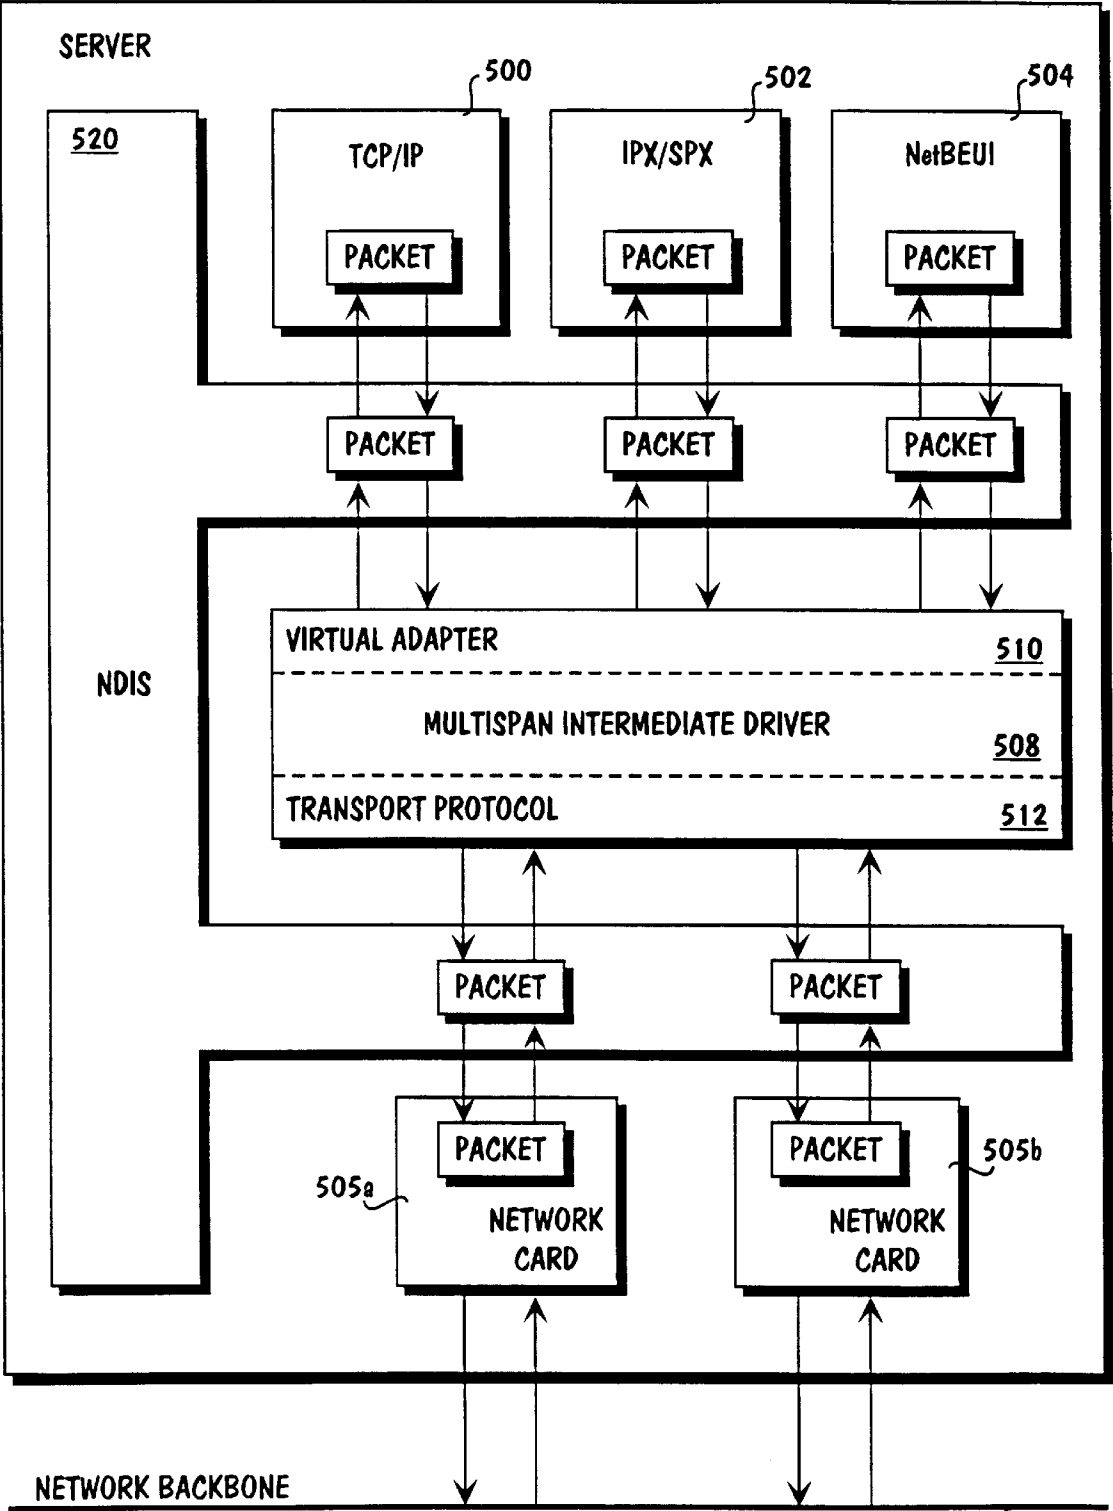 SERVER
500
502
504
520
TCP/IP
IPX/SPX
NetBEUI
PACKET
PACKET
PACKET
PACKET
PACKET
PACKET
VIRTUAL ADAPTER
510
NDIS
MULTISPAN INTERMEDIATE DRIVER
508
TRANSPORT PROTOCOL
512
PACKET
PACKET
PACKET
PACKET
505a
505b
NETWORK
CARD
NETWORK
CARD
NETWORK BACKBONE